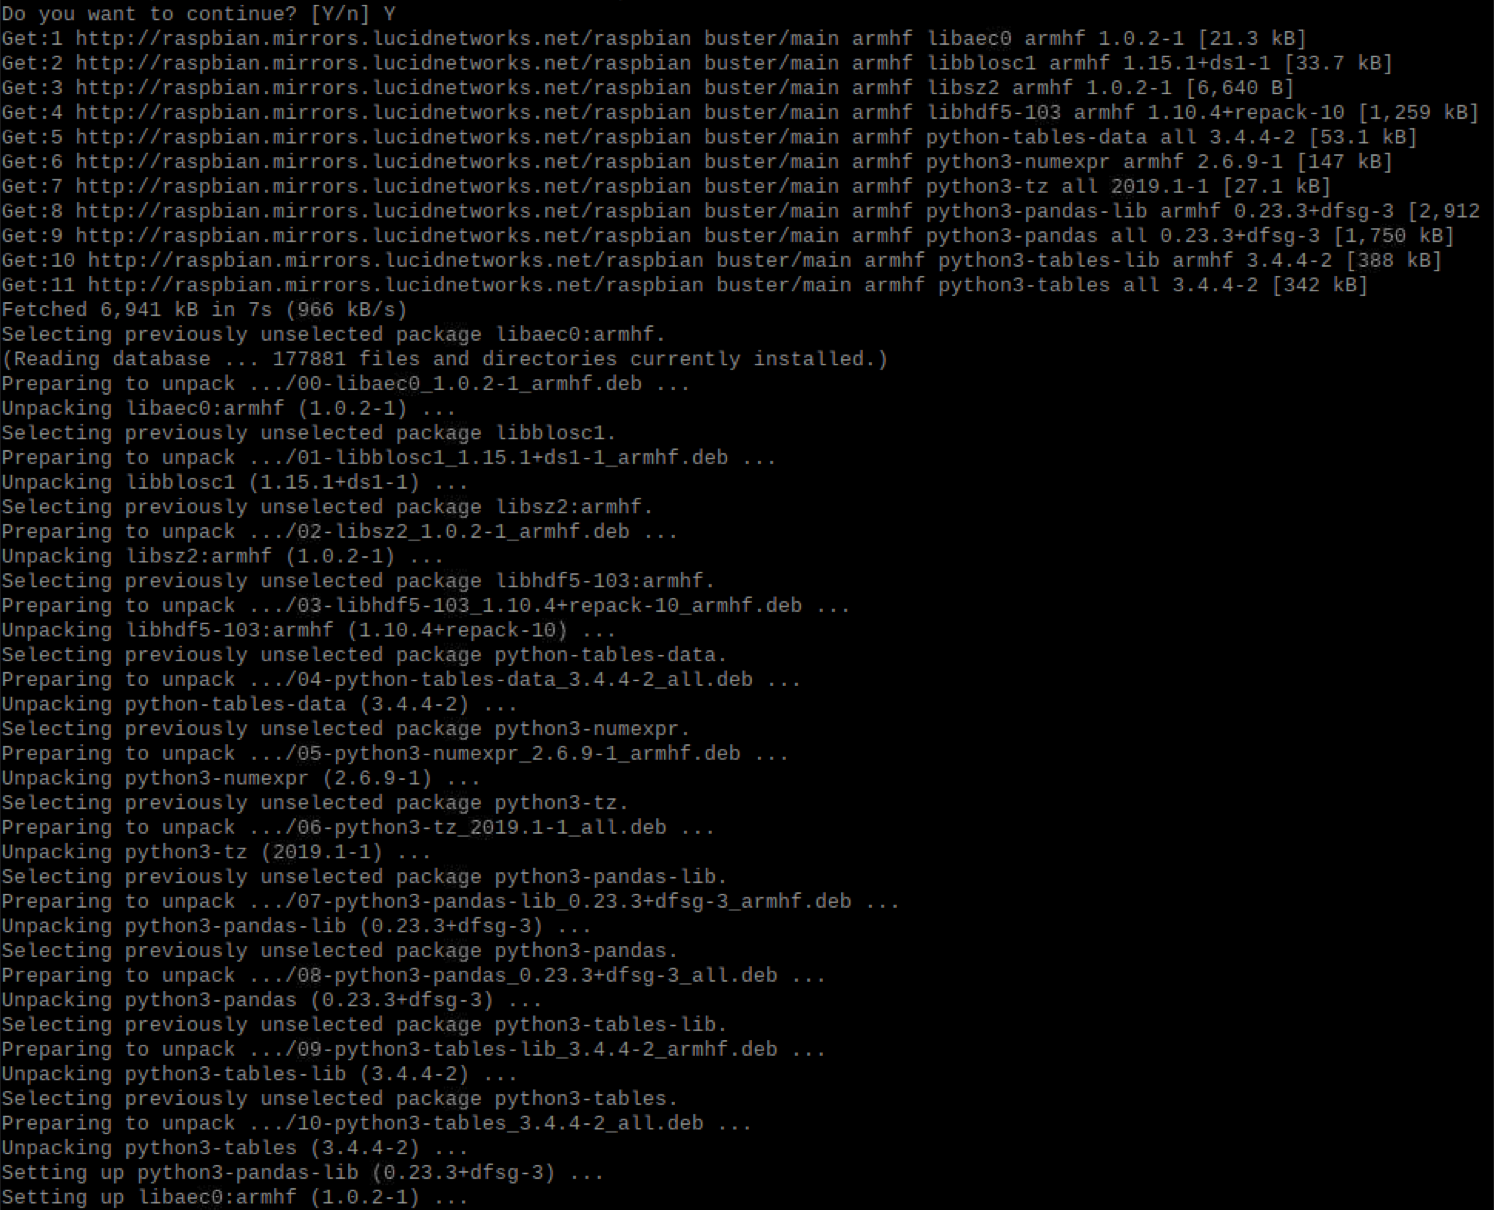 Do you want to continue? [Y/n] Y
Get:1 http://raspbian.mirrors.lucidnetworks.net/raspbian buster/main armhf libaec0 armhf 1.0.2-1 [21.3 kB]
Get:2 http://raspbian.mirrors.lucidnetworks.net/raspbian buster/main armhf libblosc1 armhf 1.15.1+ds1-1 [33.7 kB]
Get:3 http://raspbian.mirrors.lucidnetworks.net/raspbian buster/main armhf libsz2 armhf 1.0.2-1 [6,640 B]
Get:4 http://raspbian.mirrors.lucidnetworks.net/raspbian buster/main armhf libhdf5-103 armhf 1.10.4+repack-10 [1,259 kB]
Get:5 http://raspbian.mirrors.lucidnetworks.net/raspbian buster/main armhf python-tables-data all 3.4.4-2 [53.1 kB]
Get:6 http://raspbian.mirrors.lucidnetworks.net/raspbian buster/main armhf python3-numexpr armhf 2.6.9-1 [147 kB]
Get:7 http://raspbian.mirrors.lucidnetworks.net/raspbian buster/main armhf python3-tz all 2019.1-1 [27.1 kB]
Get:8 http://raspbian.mirrors.lucidnetworks.net/raspbian buster/main armhf python3-pandas-lib armhf 0.23.3+dfsg-3 [2,912
Get:9 http://raspbian.mirrors.lucidnetworks.net/raspbian buster/main armhf python3-pandas all 0.23.3+dfsg-3 [1,750 kB]
Get:10 http://raspbian.mirrors.lucidnetworks.net/raspbian buster/main armhf python3-tables-lib armhf 3.4.4-2 [388 kB]
Get:11 http://raspbian.mirrors.lucidnetworks.net/raspbian buster/main armhf python3-tables all 3.4.4-2 [342 kB]
Fetched 6,941 kB in 7s (966 kB/s)
Selecting previously unselected package libaec0:armhf.
(Reading database ... 177881 files and directories currently installed.)
Preparing to unpack .../00-libaec0_1.0.2-1_armhf.deb ...
Unpacking libaec0:armhf (1.0.2-1) ...
Selecting previously unselected package libblosc1.
Preparing to unpack .../01-libblosc1_1.15.1+ds1-1_armhf.deb ...
Unpacking libblosc1 (1.15.1+ds1-1) ...
Selecting previously unselected package libsz2:armhf.
Preparing to unpack .../02-libsz2_1.0.2-1_armhf.deb ...
Unpacking libsz2:armhf (1.0.2-1) ...
Selecting previously unselected package libhdf5-103:armhf.
Preparing to unpack .../03-libhdf5-103_1.10.4+repack-10_armhf.deb ...
Unpacking libhdf5-103:armhf (1.10.4+repack-10) ...
Selecting previously unselected package python-tables-data.
Preparing to unpack .../04-python-tables-data_3.4.4-2_all.deb ...
Unpacking python-tables-data (3.4.4-2) ...
Selecting previously unselected package python3-numexpr.
Preparing to unpack .../05-python3-numexpr_2.6.9-1_armhf.deb ...
Unpacking python3-numexpr (2.6.9-1) ...
Selecting previously unselected package python3-tz.
Preparing to unpack .../06-python3-tz_2019.1-1_all.deb ...
Unpacking python3-tz (2019.1-1) ...
Selecting previously unselected package python3-pandas-lib.
Preparing to unpack .../07-python3-pandas-lib_0.23.3+dfsg-3_armhf.deb ...
Unpacking python3-pandas-lib (0.23.3+dfsg-3) ...
Selecting previously unselected package python3-pandas.
Preparing to unpack .../08-python3-pandas_0.23.3+dfsg-3_all.deb ...
Unpacking python3-pandas (0.23.3+dfsg-3) ...
Selecting previously unselected package python3-tables-lib.
Preparing to unpack .../09-python3-tables-lib_3.4.4-2_armhf.deb ...
Unpacking python3-tables-lib (3.4.4-2) ...
Selecting previously unselected package python3-tables.
Preparing to unpack .../10-python3-tables_3.4.4-2_all.deb ...
Unpacking python3-tables (3.4.4-2) ...
Setting up python3-pandas-lib (0.23.3+dfsg-3) ...
Setting up libaec0:armhf (1.0.2-1) ...